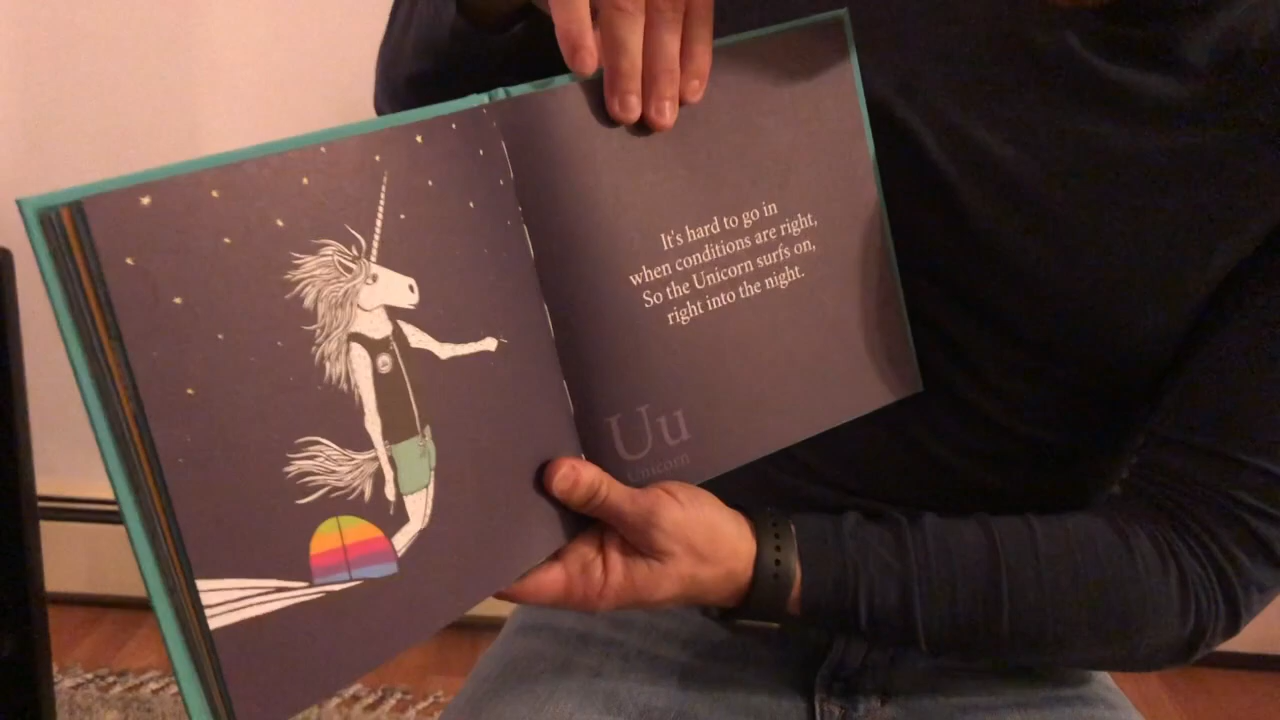 It's hard to go in
when conditions are right,
So the Unicorn surfs on,
right into the night.
Uu
Unicorn